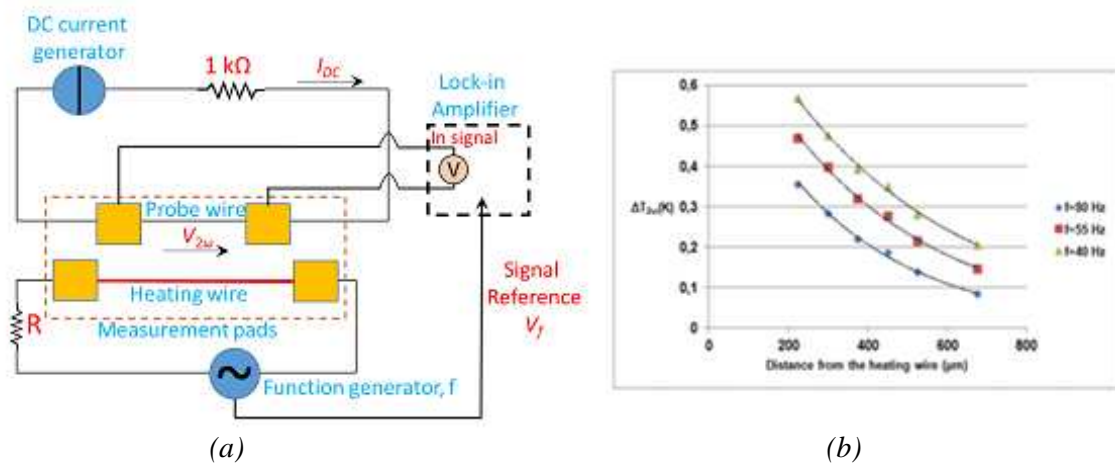 DC current
generator
1 kΩ
I_DC
Lock-in
Amplifier
In signal
V
Probe wire
V_2ω
Heating wire
R
Measurement pads
Signal
Reference
V_f
Function generator, f
(a)
0,6
0,5
0,4
0,3
0,2
0,1
0
ΔT_2ω(K)
0
200
400
600
800
Distance from the heating wire (µm)
f=80 Hz
f=55 Hz
f=40 Hz
(b)